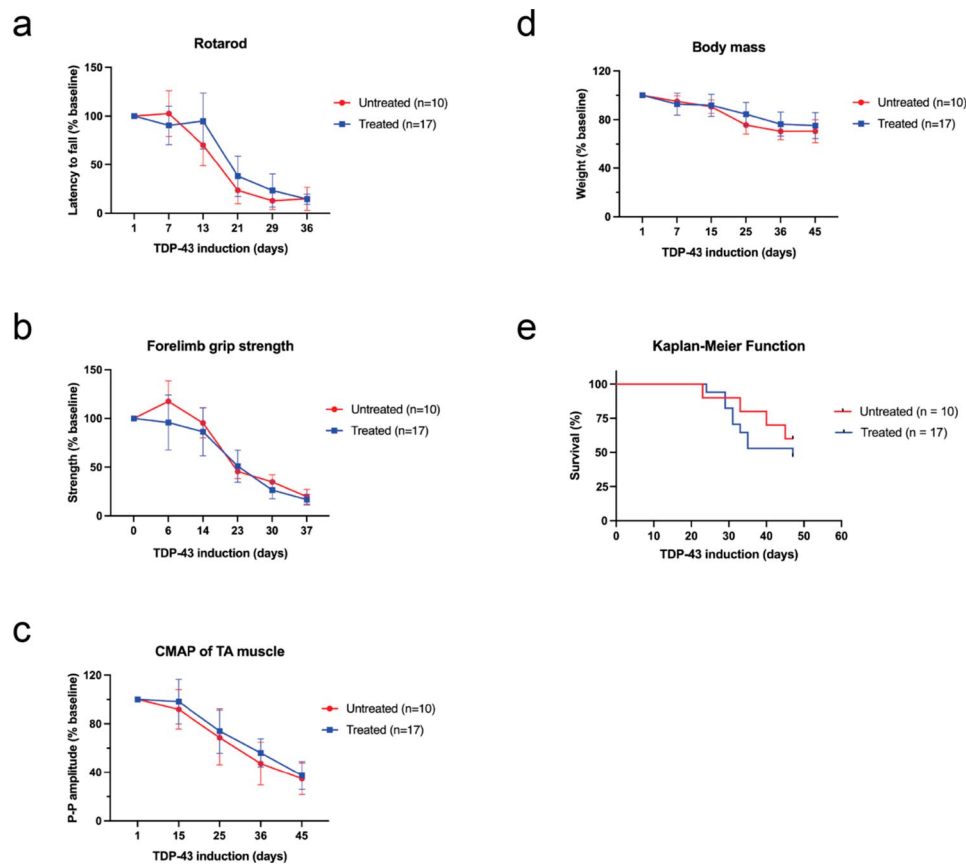 a
Rotarod
150
100
50
0
Latency to fall (% baseline)
1 7 13 21 29 36
TDP-43 induction (days)
Untreated (n=10)
Treated (n=17)
b
Forelimb grip strength
150
100
50
0
Strength (% baseline)
0 6 14 23 30 37
TDP-43 induction (days)
Untreated (n=10)
Treated (n=17)
c
CMAP of TA muscle
120
80
40
0
P-P amplitude (% baseline)
1 15 25 36 45
TDP-43 induction (days)
Untreated (n=10)
Treated (n=17)
d
Body mass
120
80
40
0
Weight (% baseline)
1 7 15 25 36 45
TDP-43 induction (days)
Untreated (n=10)
Treated (n=17)
e
Kaplan-Meier Function
100
75
50
25
0
Survival (%)
0 10 20 30 40 50 60
TDP-43 induction (days)
Untreated (n = 10)
Treated (n = 17)